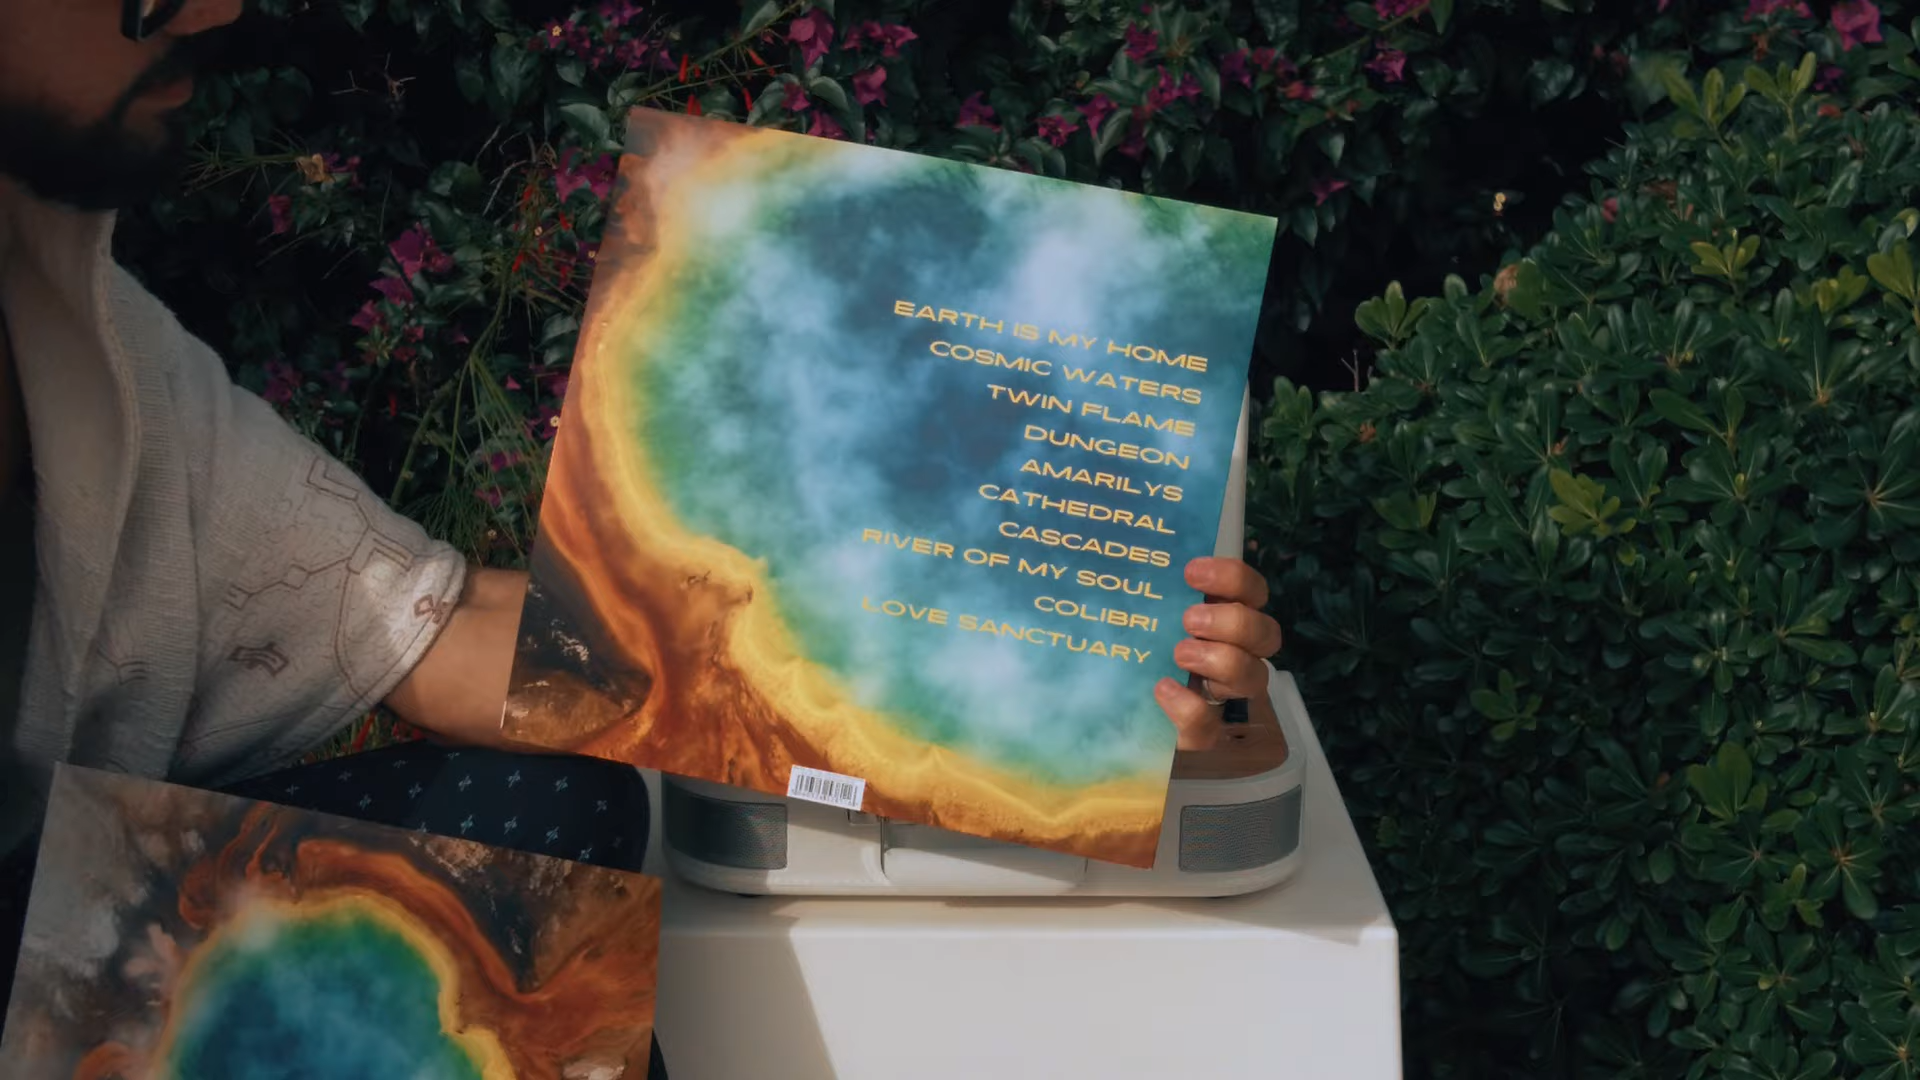 EARTH IS MY HOME
COSMIC WATERS
TWIN FLAME
DUNGEON
AMARILYS
CATHEDRAL
CASCADES
RIVER OF MY SOUL
COLIBRI
LOVE SANCTUARY